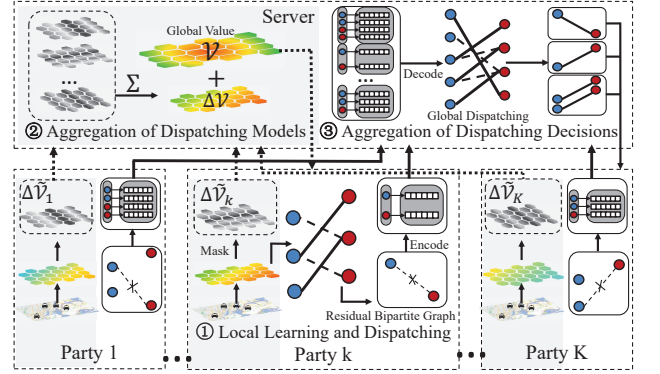 Server
Global Value
𝒱
+
Δ𝒱
...
Σ
② Aggregation of Dispatching Models
...
Decode
Global Dispatching
③ Aggregation of Dispatching Decisions
Δ𝒱̃₁
Party 1
...
Δ𝒱̃ₖ
Mask
Encode
Residual Bipartite Graph
① Local Learning and Dispatching
Party k
...
Δ𝒱̃_K
Party K